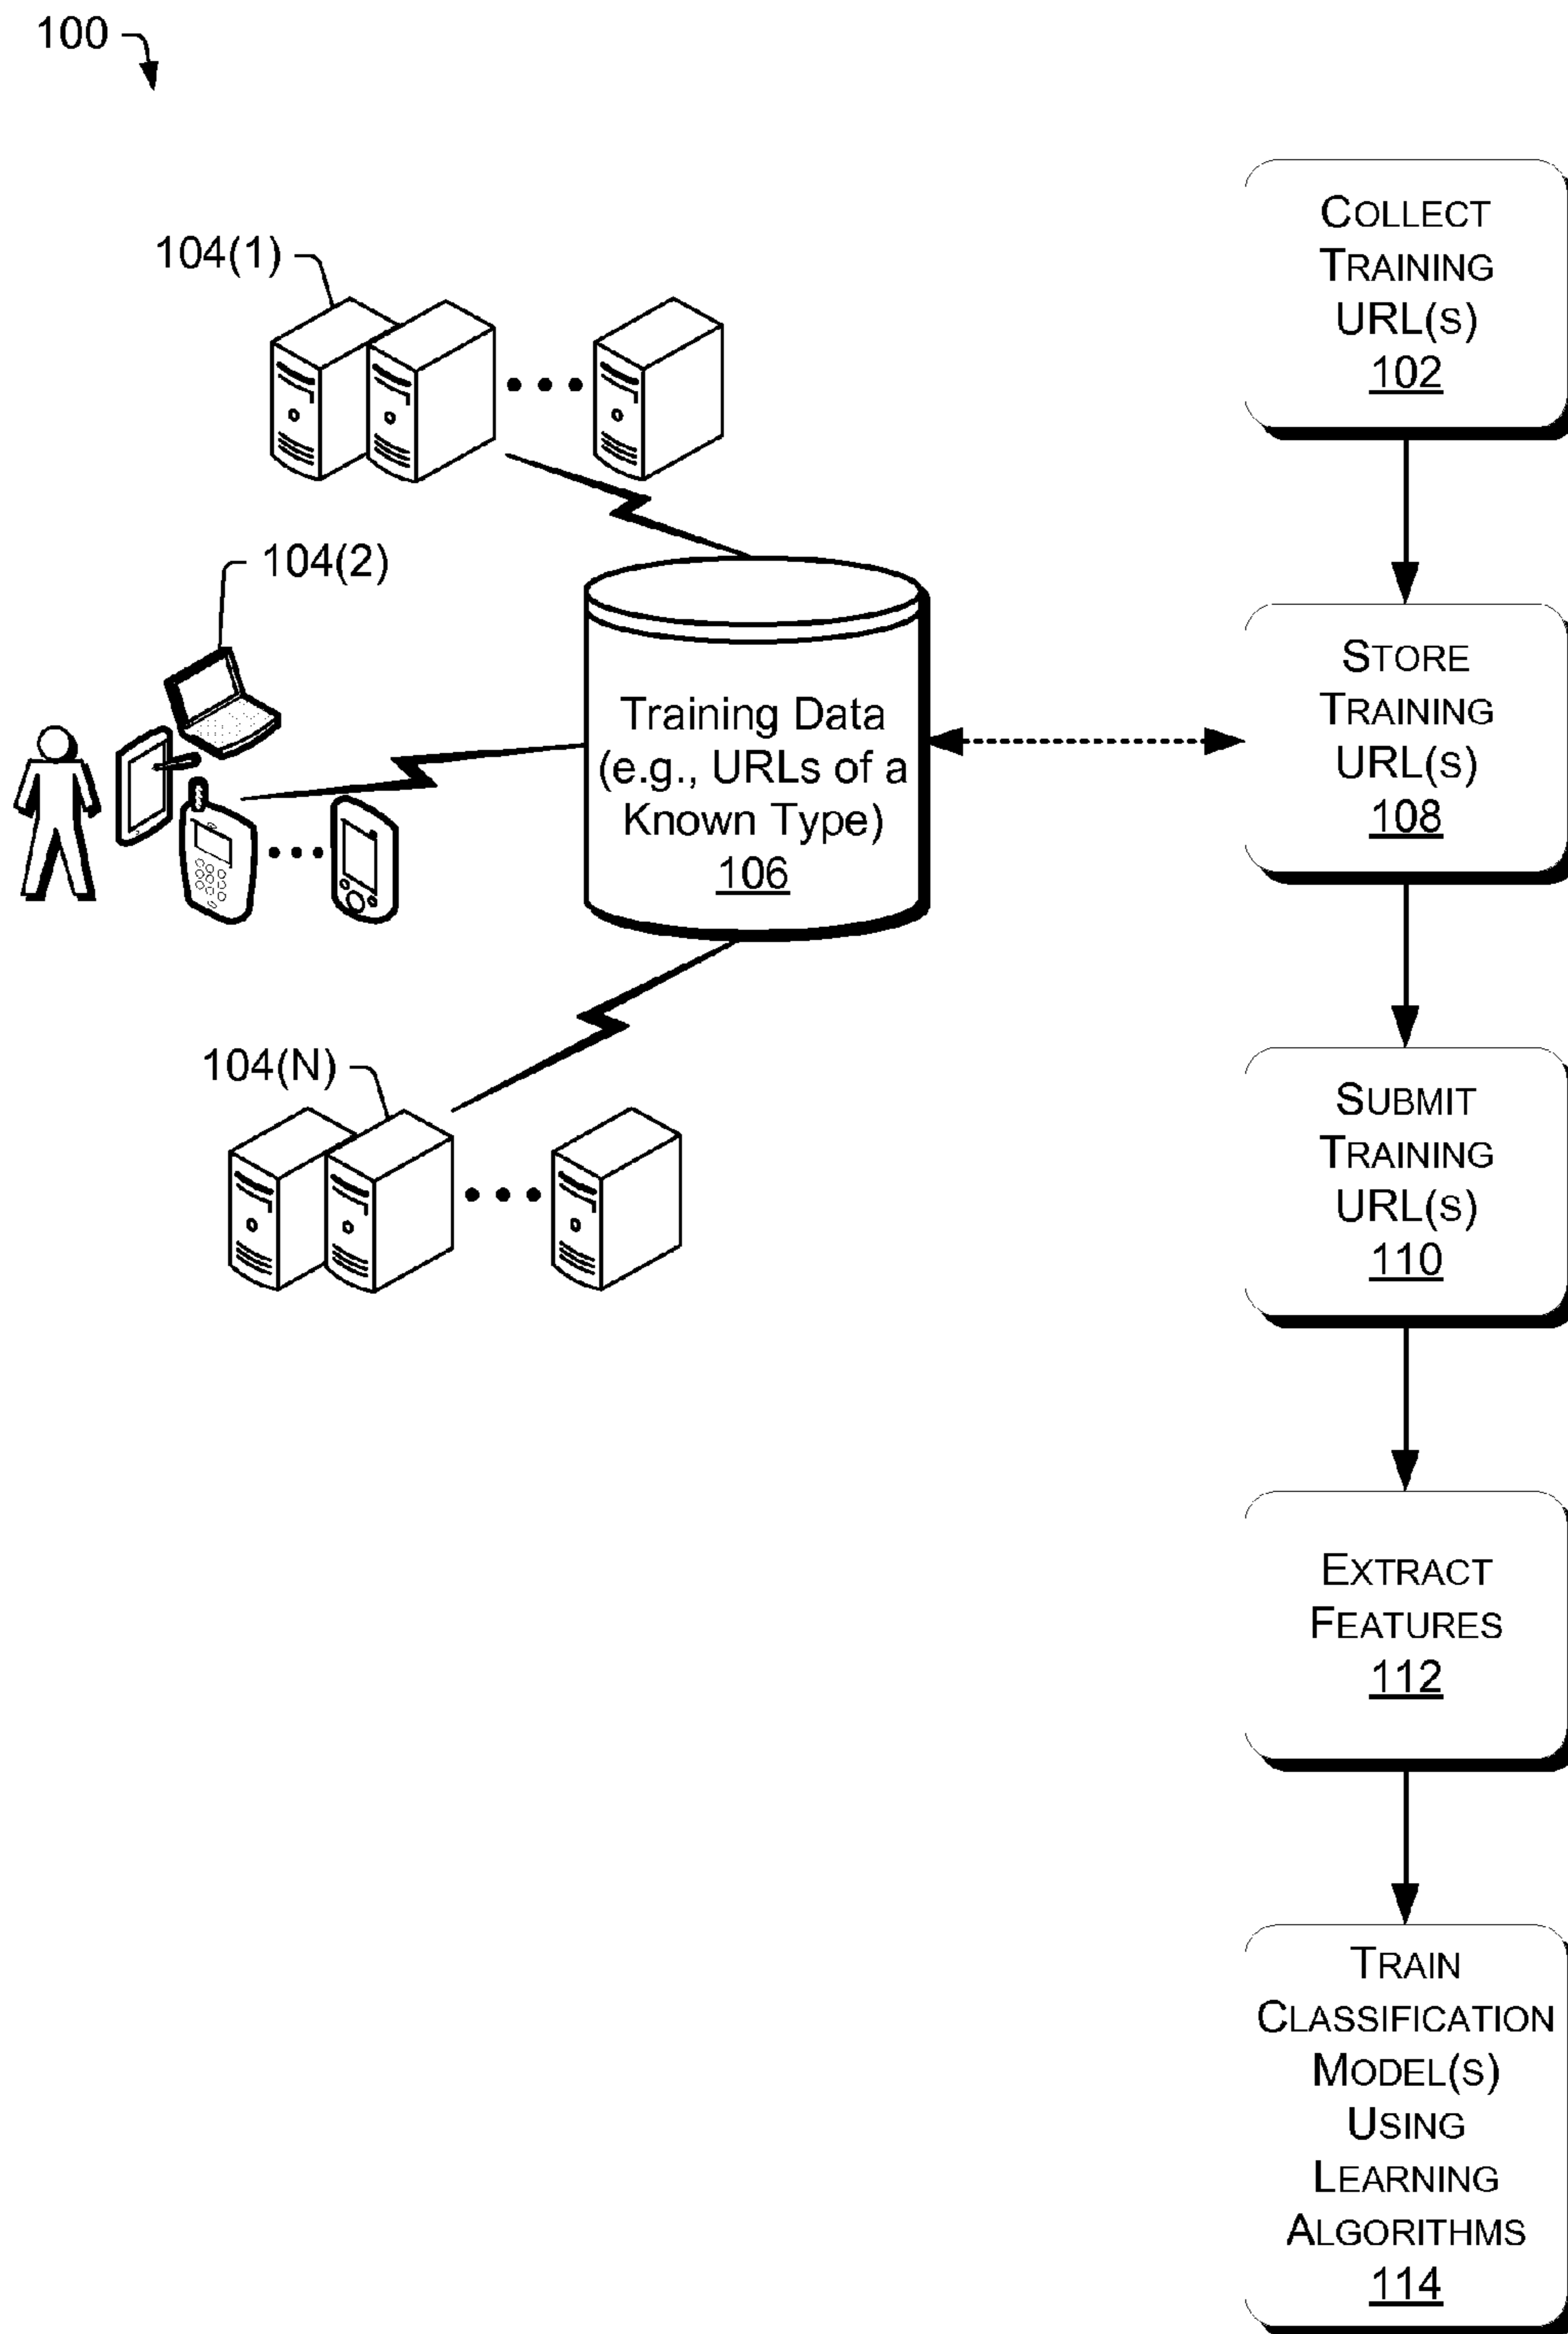 100
104(1)
104(2)
Training Data
(e.g., URLs of a
Known Type)
106
104(N)
COLLECT
TRAINING
URL(S)
102
STORE
TRAINING
URL(S)
108
SUBMIT
TRAINING
URL(S)
110
EXTRACT
FEATURES
112
TRAIN
CLASSIFICATION
MODEL(S)
USING
LEARNING
ALGORITHMS
114